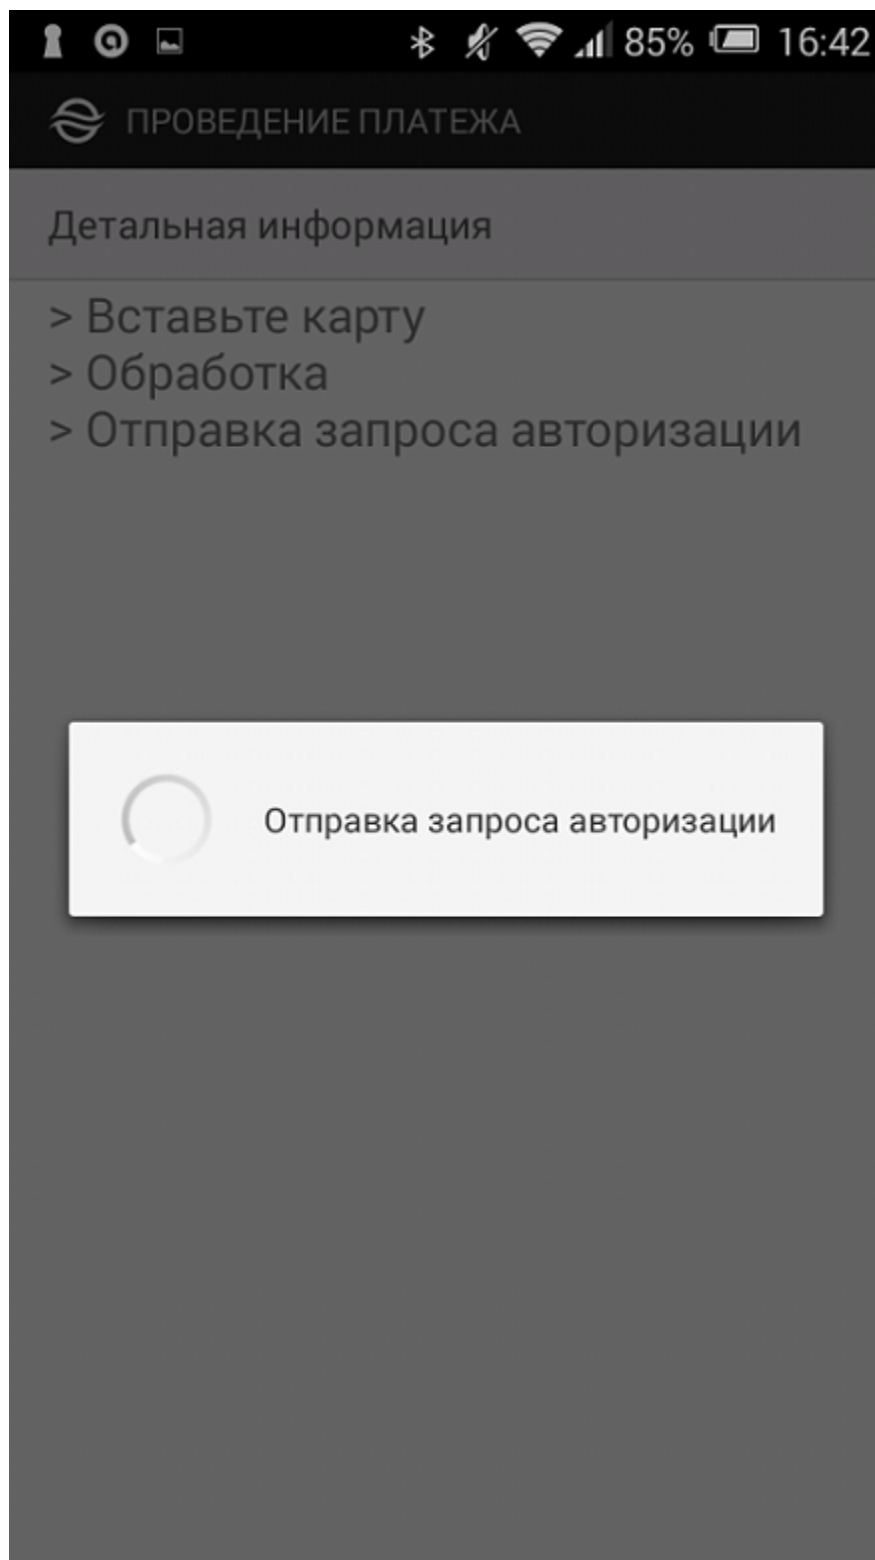 85% 16:42
ПРОВЕДЕНИЕ ПЛАТЕЖА
Детальная информация
> Вставьте карту
> Обработка
> Отправка запроса авторизации
Отправка запроса авторизации